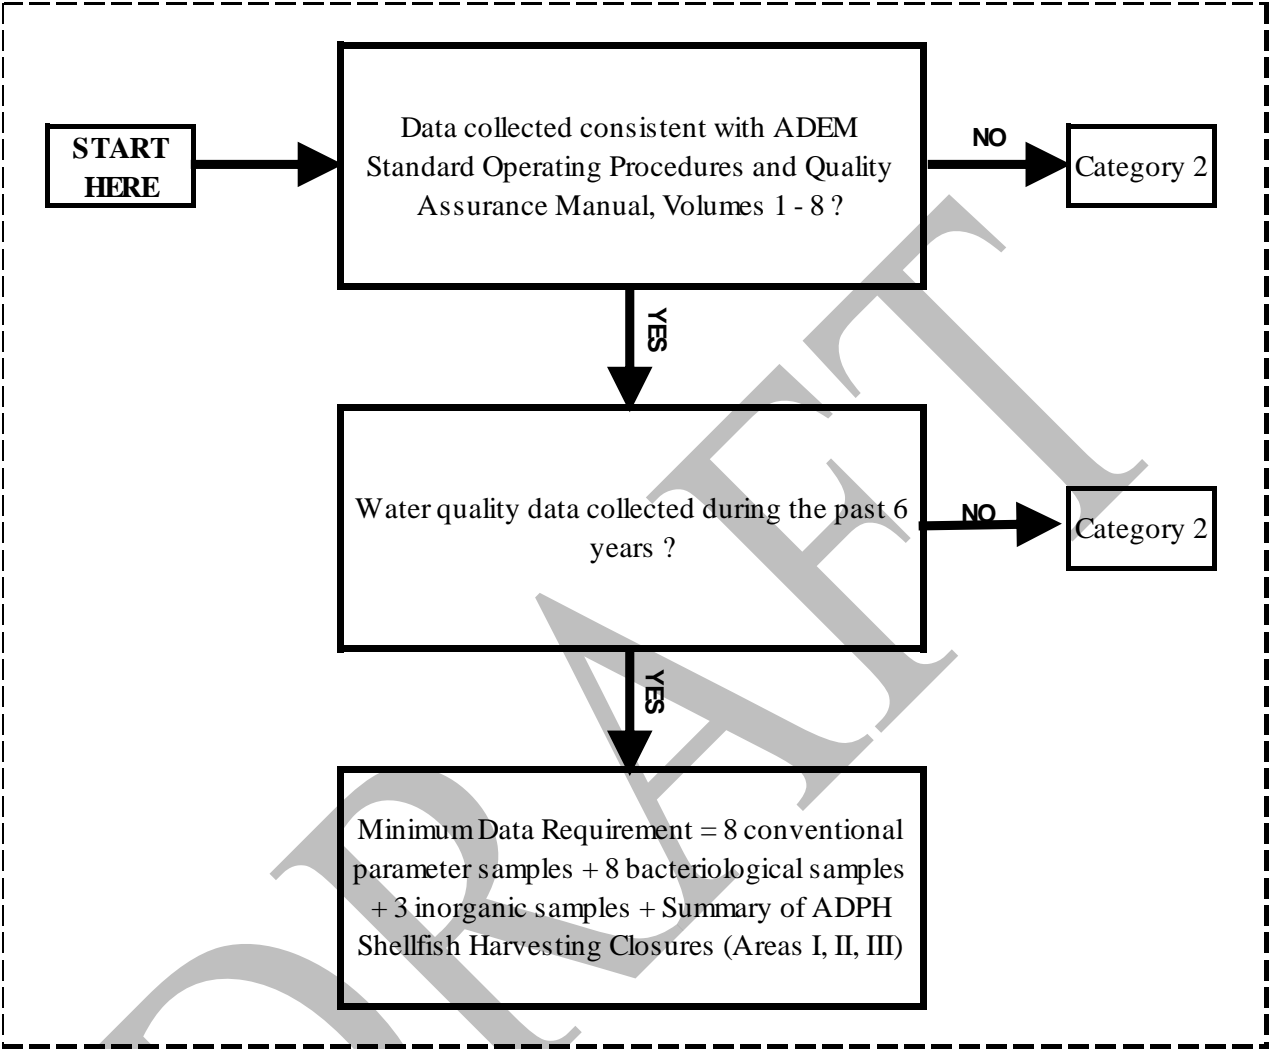 START
HERE
Data collected consistent with ADEM
Standard Operating Procedures and Quality
Assurance Manual, Volumes 1 - 8 ?
NO
Category 2
YES
Water quality data collected during the past 6
years ?
NO
Category 2
YES
Minimum Data Requirement = 8 conventional
parameter samples + 8 bacteriological samples
+ 3 inorganic samples + Summary of ADPH
Shellfish Harvesting Closures (Areas I, II, III)
DRAFT